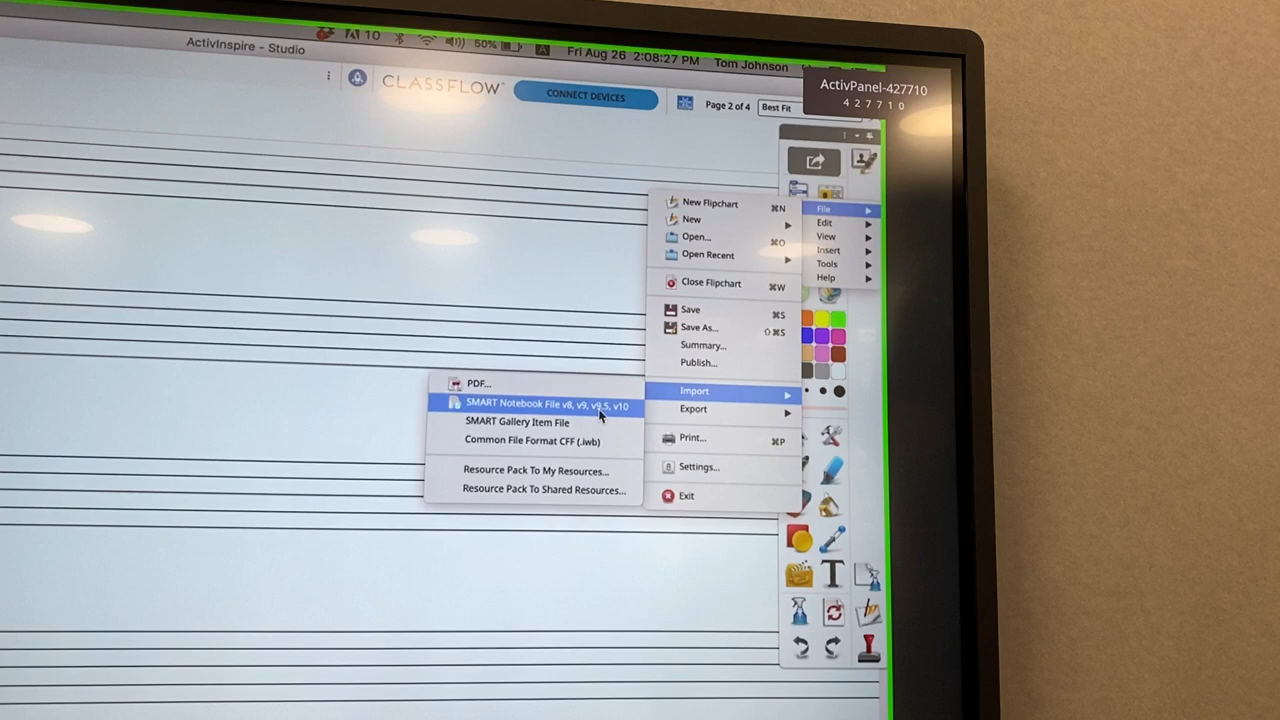 10
50%
A
Fri Aug 26 2:08:27 PM
Tom Johnson
ActivInspire - Studio
CLASSFLOW
CONNECT DEVICES
Page 2 of 4
Best Fit
ActivPanel-427710
427710
File
Edit
View
Insert
Tools
Help
New Flipchart ⌘N
New
Open... ⌘O
Open Recent
Close Flipchart ⌘W
Save ⌘S
Save As... ⇧⌘S
Summary...
Publish...
Import
Export
Print... ⌘P
Settings...
Exit
PDF...
SMART Notebook File v8, v9, v9.5, v10
SMART Gallery Item File
Common File Format CFF (.iwb)
Resource Pack To My Resources...
Resource Pack To Shared Resources...
T